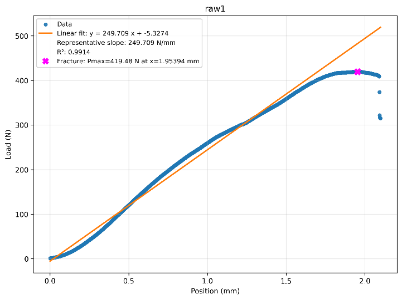 raw1
Data
Linear fit: y = 249.709 x + -5.3274
Representative slope: 249.709 N/mm
R²: 0.9914
Fracture: Pmax=419.48 N at x=1.95394 mm
Load (N)
500
400
300
200
100
0
0.0 0.5 1.0 1.5 2.0
Position (mm)